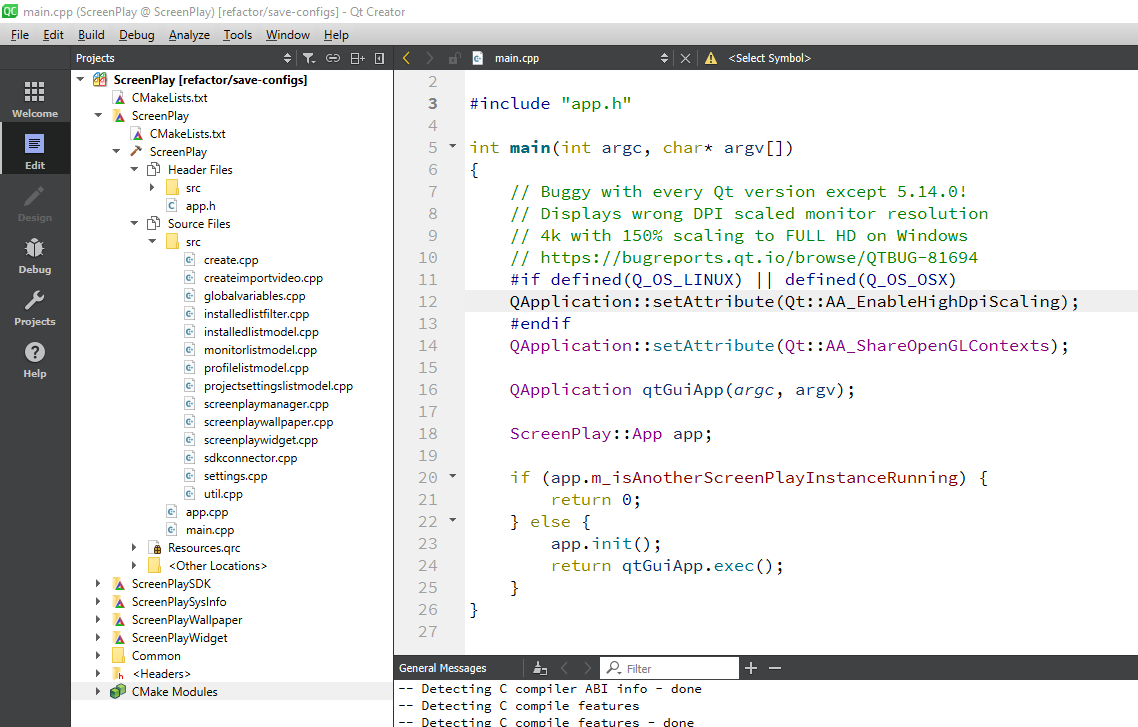 QC main.cpp (ScreenPlay @ ScreenPlay) [refactor/save-configs] - Qt Creator
File Edit Build Debug Analyze Tools Window Help
Projects
main.cpp
<Select Symbol>
Welcome
Edit
Design
Debug
Projects
Help
ScreenPlay [refactor/save-configs]
CMakeLists.txt
ScreenPlay
CMakeLists.txt
ScreenPlay
Header Files
src
app.h
Source Files
src
create.cpp
createimportvideo.cpp
globalvariables.cpp
installedlistfilter.cpp
installedlistmodel.cpp
monitorlistmodel.cpp
profilelistmodel.cpp
projectsettingslistmodel.cpp
screenplaymanager.cpp
screenplaywallpaper.cpp
screenplaywidget.cpp
sdkconnector.cpp
settings.cpp
util.cpp
app.cpp
main.cpp
Resources.qrc
<Other Locations>
ScreenPlaySDK
ScreenPlaySysInfo
ScreenPlayWallpaper
ScreenPlayWidget
Common
<Headers>
CMake Modules
2
3 #include "app.h"
4
5 int main(int argc, char* argv[])
6 {
7 // Buggy with every Qt version except 5.14.0!
8 // Displays wrong DPI scaled monitor resolution
9 // 4k with 150% scaling to FULL HD on Windows
10 // https://bugreports.qt.io/browse/QTBUG-81694
11 #if defined(Q_OS_LINUX) || defined(Q_OS_OSX)
12 QApplication::setAttribute(Qt::AA_EnableHighDpiScaling);
13 #endif
14 QApplication::setAttribute(Qt::AA_ShareOpenGLContexts);
15
16 QApplication qtGuiApp(argc, argv);
17
18 ScreenPlay::App app;
19
20 if (app.m_isAnotherScreenPlayInstanceRunning) {
21 return 0;
22 } else {
23 app.init();
24 return qtGuiApp.exec();
25 }
26 }
27
General Messages
Filter
-- Detecting C compiler ABI info - done
-- Detecting C compile features
-- Detecting C compile features - done